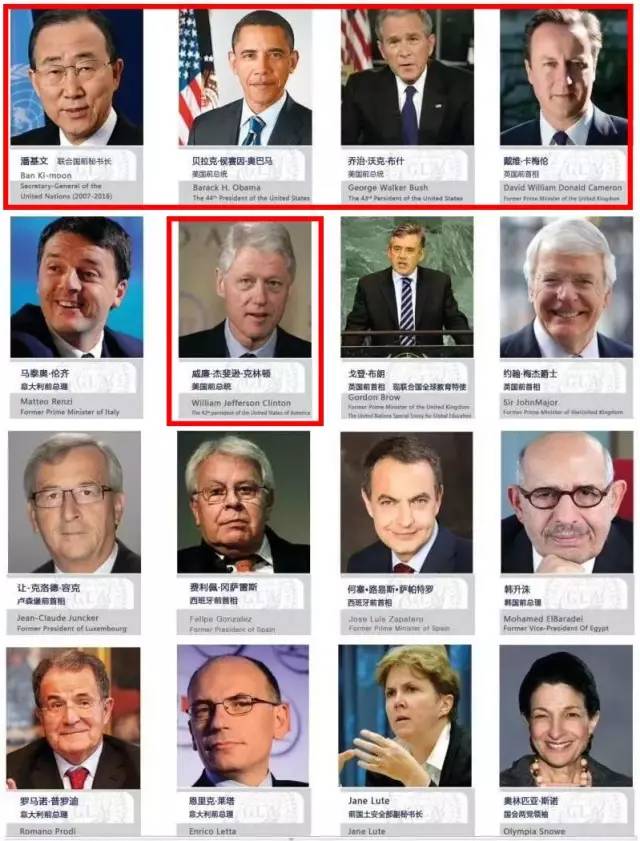 潘基文 联合国前秘书长
Ban Ki-moon
Secretary-General of the
United Nations (2007-2016)
贝拉克·侯赛因·奥巴马
美国前总统
Barack H. Obama
The 44th President of the United States
乔治·沃克·布什
美国前总统
George Walker Bush
The 43rd Persident of the United States
戴维·卡梅伦
英国前首相
David William Donald Cameron
Former Prime Minister of the United Kingdom
马泰奥·伦齐
意大利前总理
Matteo Renzi
Former Prime Minister of Italy
威廉·杰斐逊·克林顿
美国前总统
William Jefferson Clinton
The 42nd persident of the United States of America
戈登·布朗
英国前首相 现联合国全球教育特使
Gordon Brow
Former Prime Minister of the United Kingdom
The United Nations Special Envoy for Global Education
约翰·梅杰爵士
英国前首相
Sir JohnMajor
Former Prime Minister of the United Kingdom
让·克洛德·容克
卢森堡前首相
Jean-Claude Juncker
Former President of Luxembourg
费利佩·冈萨雷斯
西班牙前首相
Felipe Gonzalez
Former President of Spain
何塞·路易斯·萨帕特罗
西班牙前首相
Jose Luis Zapatero
Former Prime Minister of Spain
韩升洙
韩国前总理
Mohamed ElBaradei
Former Vice-President Of Egypt
罗马诺·普罗迪
意大利前总理
Romano Prodi
恩里克·莱塔
意大利前总理
Enrico Letta
Jane Lute
前国土安全部副秘书长
Jane Lute
奥林匹亚·斯诺
国会两党领袖
Olympia Snowe